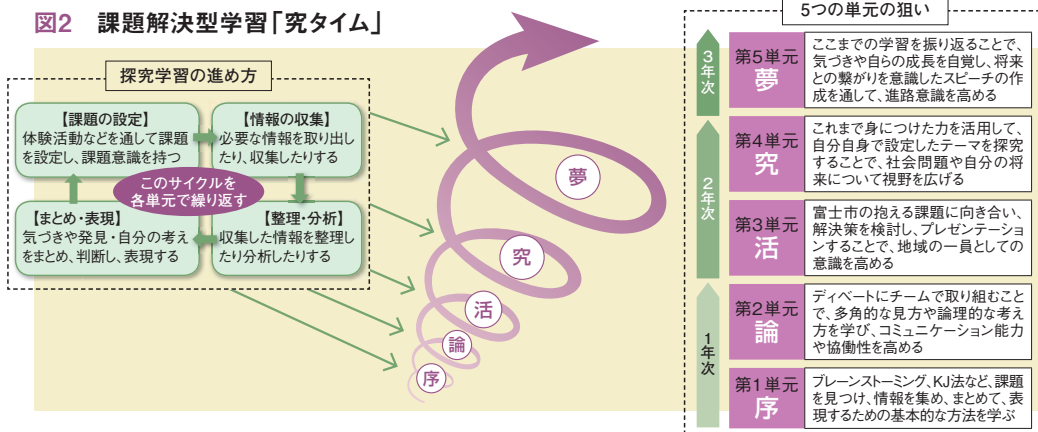 図2 課題解決型学習「究タイム」
探究学習の進め方
【課題の設定】
体験活動などを通して課題
を設定し、課題意識を持つ
【情報の収集】
必要な情報を取り出し
たり、収集したりする
このサイクルを
各単元で繰り返す
【まとめ・表現】
気づきや発見・自分の考え
をまとめ、判断し、表現する
【整理・分析】
収集した情報を整理し
たり分析したりする
夢
究
活
論
序
5つの単元の狙い
3年次
第5単元
夢
ここまでの学習を振り返ることで、
気づきや自らの成長を自覚し、将来
との繋がりを意識したスピーチの作
成を通して、進路意識を高める
2年次
第4単元
究
これまで身につけた力を活用して、
自分自身で設定したテーマを探究
することで、社会問題や自分の将
来について視野を広げる
第3単元
活
富士市の抱える課題に向き合い、
解決策を検討し、プレゼンテーショ
ンすることで、地域の一員としての
意識を高める
1年次
第2単元
論
ディベートにチームで取り組むこと
で、多角的な見方や論理的な考え
方を学び、コミュニケーション能力
や協働性を高める
第1単元
序
ブレーンストーミング、KJ法など、課題
を見つけ、情報を集め、まとめて、表
現するための基本的な方法を学ぶ